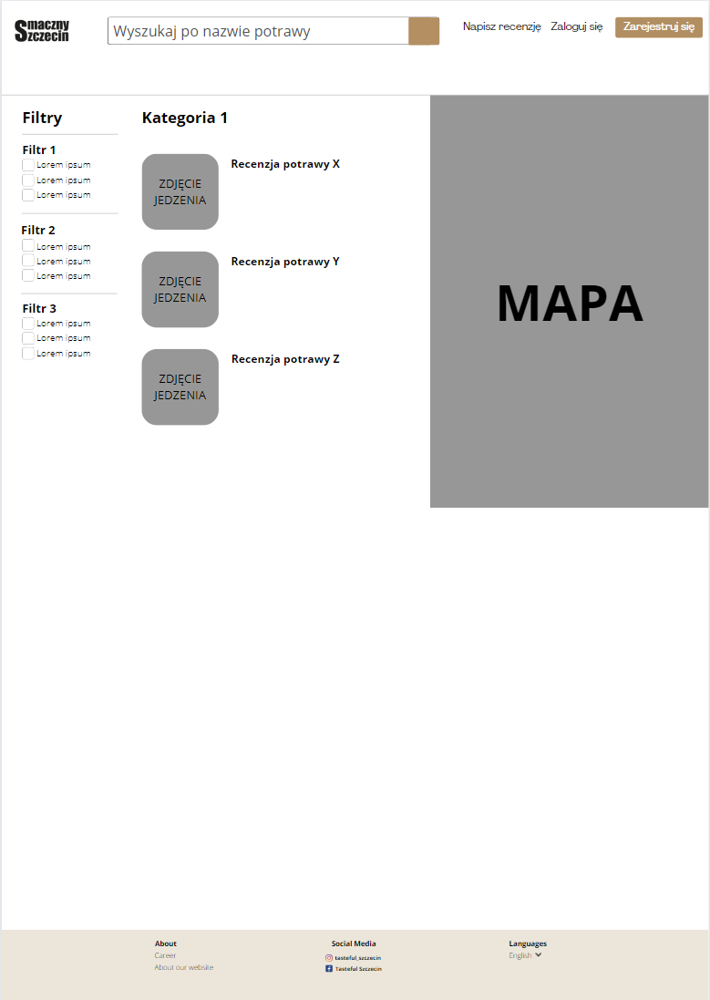 Smaczny
Szczecin
Wyszukaj po nazwie potrawy
Napisz recenzję
Zaloguj się
Zarejestruj się
Filtry
Filtr 1
Lorem ipsum
Lorem ipsum
Lorem ipsum
Filtr 2
Lorem ipsum
Lorem ipsum
Lorem ipsum
Filtr 3
Lorem ipsum
Lorem ipsum
Lorem ipsum
Kategoria 1
ZDJĘCIE
JEDZENIA
Recenzja potrawy X
ZDJĘCIE
JEDZENIA
Recenzja potrawy Y
ZDJĘCIE
JEDZENIA
Recenzja potrawy Z
MAPA
About
Career
About our website
Social Media
tasteful_szczecin
Tasteful Szczecin
Languages
English